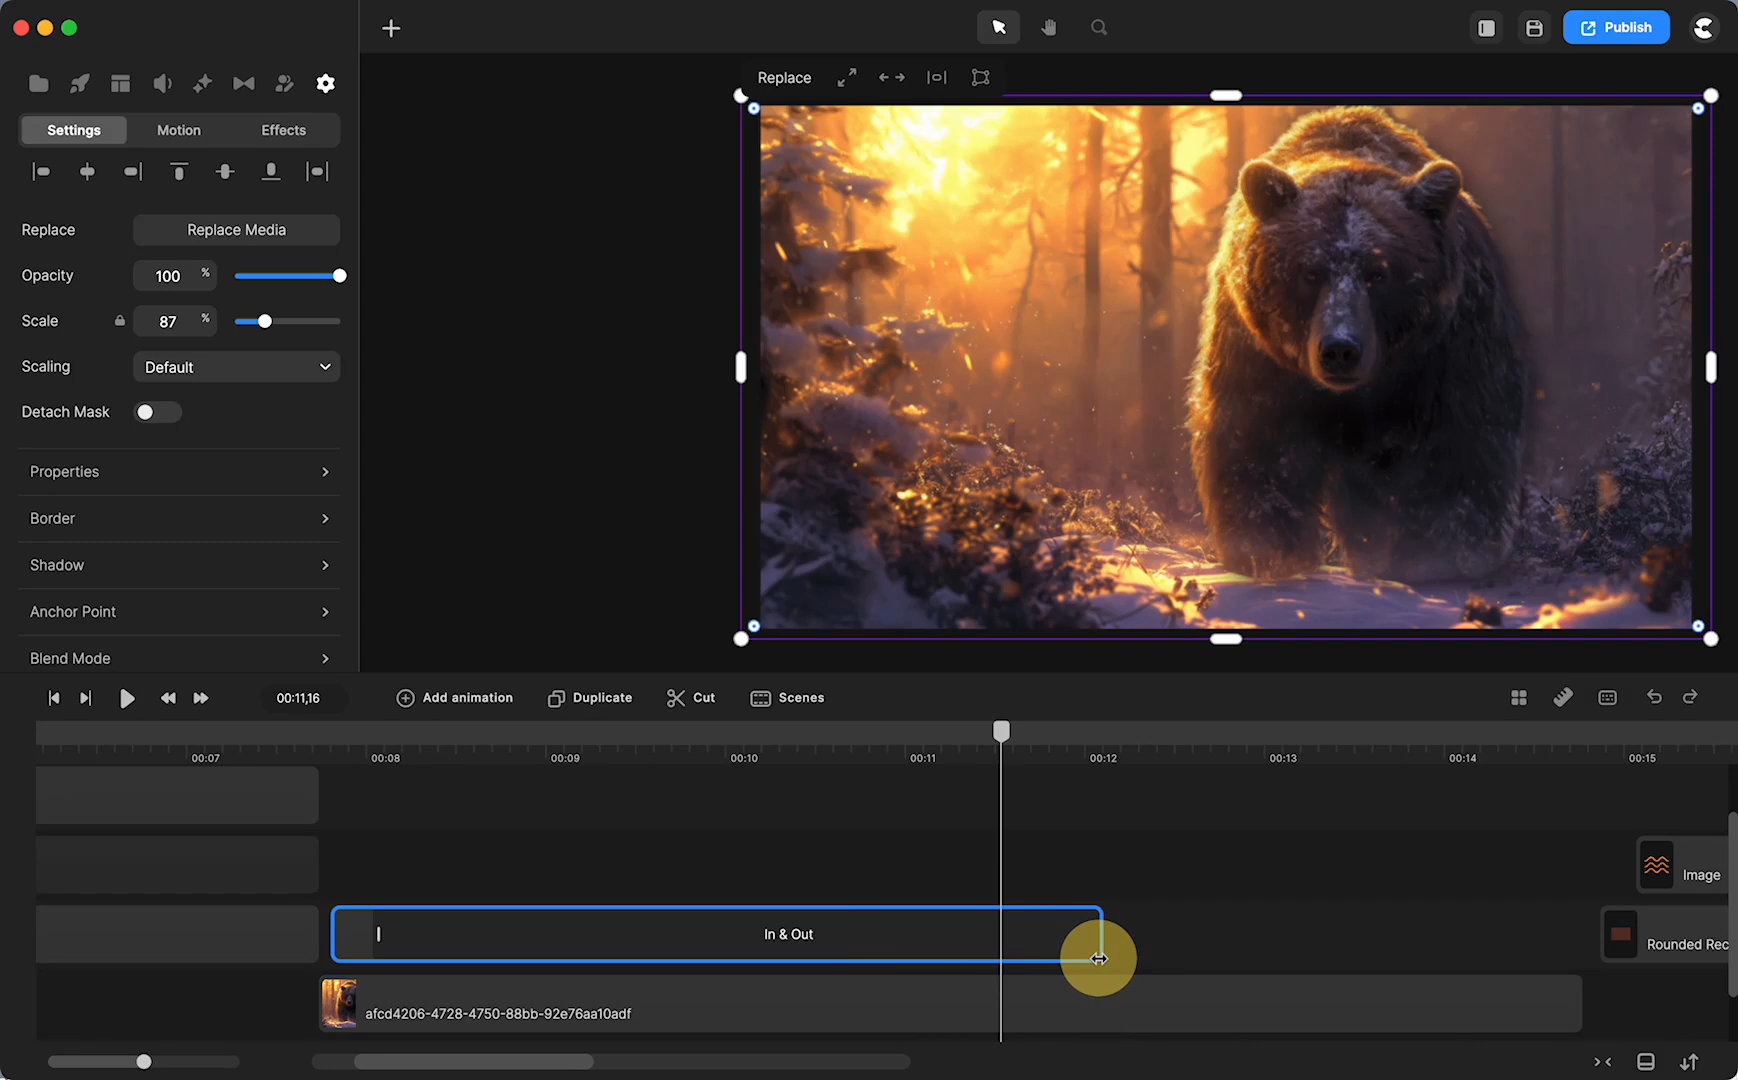 Publish
Replace
Settings Motion Effects
Replace Replace Media
Opacity 100 %
Scale 87 %
Scaling Default
Detach Mask
Properties
Border
Shadow
Anchor Point
Blend Mode
00:11,16 Add animation Duplicate Cut Scenes
00:07 00:08 00:09 00:10 00:11 00:12 00:13 00:14 00:15
Image
In & Out
Rounded Rec
afcd4206-4728-4750-88bb-92e76aa10adf